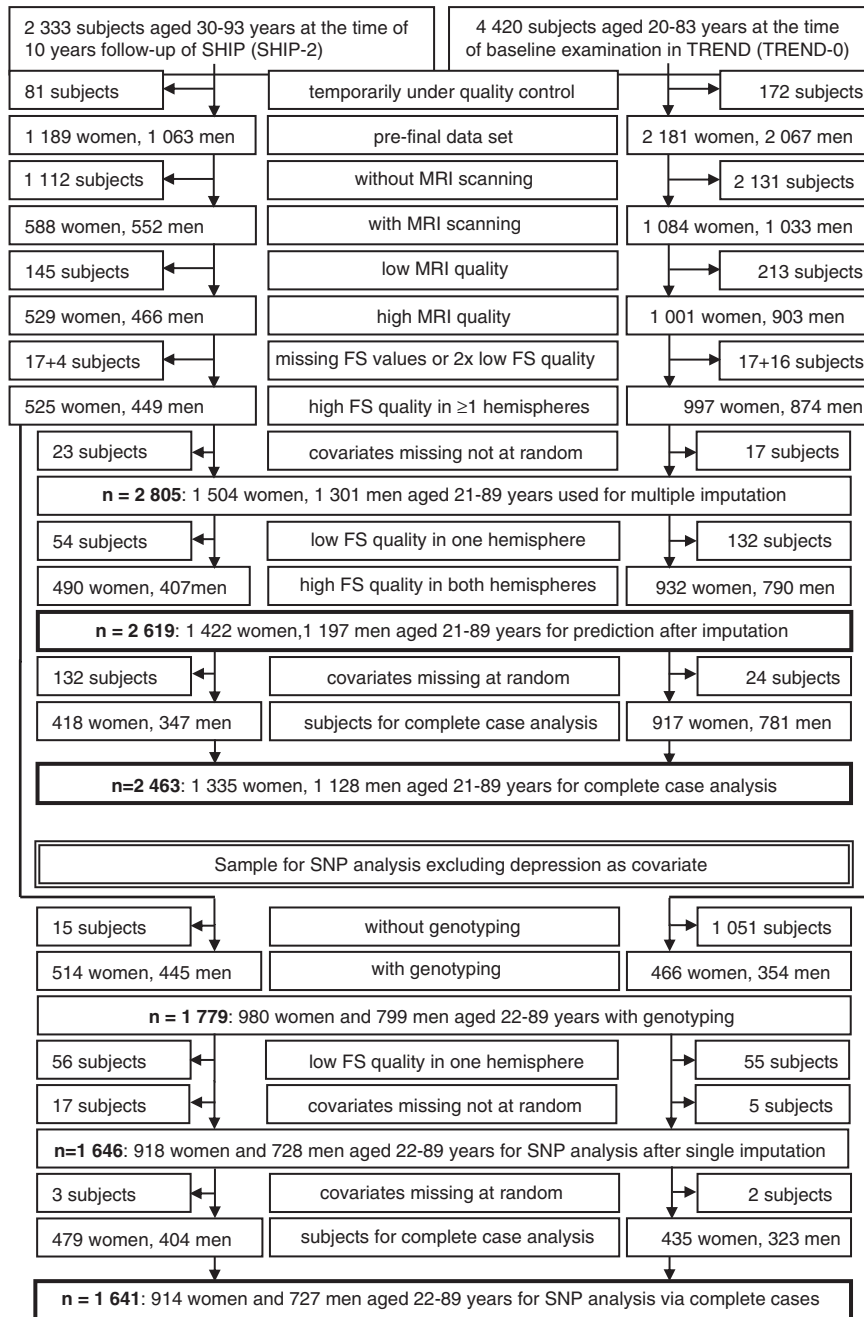 2 333 subjects aged 30-93 years at the time of
10 years follow-up of SHIP (SHIP-2)
4 420 subjects aged 20-83 years at the time
of baseline examination in TREND (TREND-0)
81 subjects
temporarily under quality control
172 subjects
1 189 women, 1 063 men
pre-final data set
2 181 women, 2 067 men
1 112 subjects
without MRI scanning
2 131 subjects
588 women, 552 men
with MRI scanning
1 084 women, 1 033 men
145 subjects
low MRI quality
213 subjects
529 women, 466 men
high MRI quality
1 001 women, 903 men
17+4 subjects
missing FS values or 2x low FS quality
17+16 subjects
525 women, 449 men
high FS quality in ≥1 hemispheres
997 women, 874 men
23 subjects
covariates missing not at random
17 subjects
n = 2 805: 1 504 women, 1 301 men aged 21-89 years used for multiple imputation
54 subjects
low FS quality in one hemisphere
132 subjects
490 women, 407men
high FS quality in both hemispheres
932 women, 790 men
n = 2 619: 1 422 women,1 197 men aged 21-89 years for prediction after imputation
132 subjects
covariates missing at random
24 subjects
418 women, 347 men
subjects for complete case analysis
917 women, 781 men
n=2 463: 1 335 women, 1 128 men aged 21-89 years for complete case analysis
Sample for SNP analysis excluding depression as covariate
15 subjects
without genotyping
1 051 subjects
514 women, 445 men
with genotyping
466 women, 354 men
n = 1 779: 980 women and 799 men aged 22-89 years with genotyping
56 subjects
low FS quality in one hemisphere
55 subjects
17 subjects
covariates missing not at random
5 subjects
n=1 646: 918 women and 728 men aged 22-89 years for SNP analysis after single imputation
3 subjects
covariates missing at random
2 subjects
479 women, 404 men
subjects for complete case analysis
435 women, 323 men
n = 1 641: 914 women and 727 men aged 22-89 years for SNP analysis via complete cases